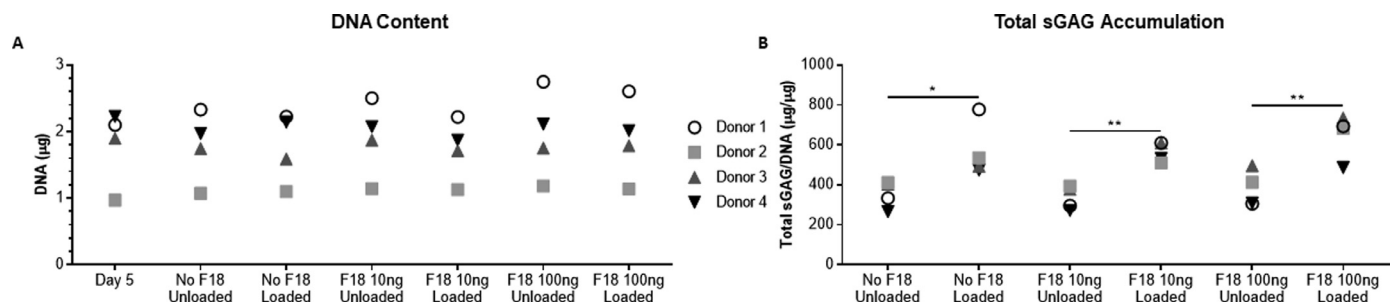 DNA Content
Total sGAG Accumulation
A
B
DNA (µg)
3
2
1
0
Day 5
No F18 Unloaded
No F18 Loaded
F18 10ng Unloaded
F18 10ng Loaded
F18 100ng Unloaded
F18 100ng Loaded
Donor 1
Donor 2
Donor 3
Donor 4
Total sGAG/DNA (µg/µg)
1000
800
600
400
200
0
*
**
**
No F18 Unloaded
No F18 Loaded
F18 10ng Unloaded
F18 10ng Loaded
F18 100ng Unloaded
F18 100ng Loaded